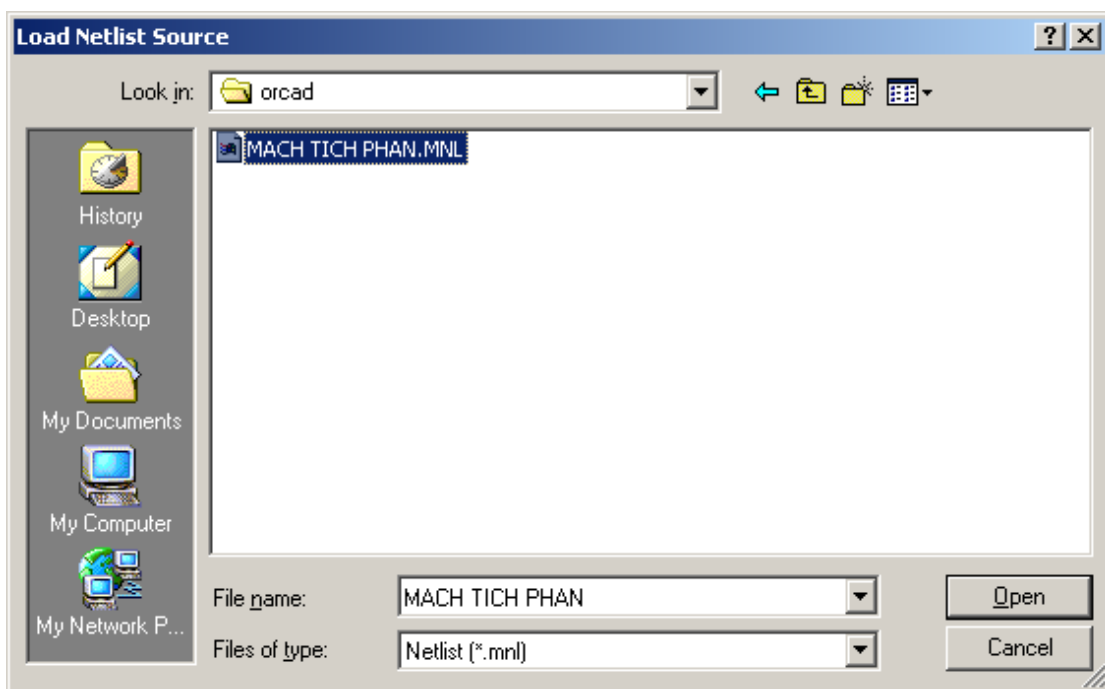 Load Netlist Source
Look in: orcad
MACH TICH PHAN.MNL
History
Desktop
My Documents
My Computer
My Network P...
File name: MACH TICH PHAN Open
Files of type: Netlist (*.mnl) Cancel